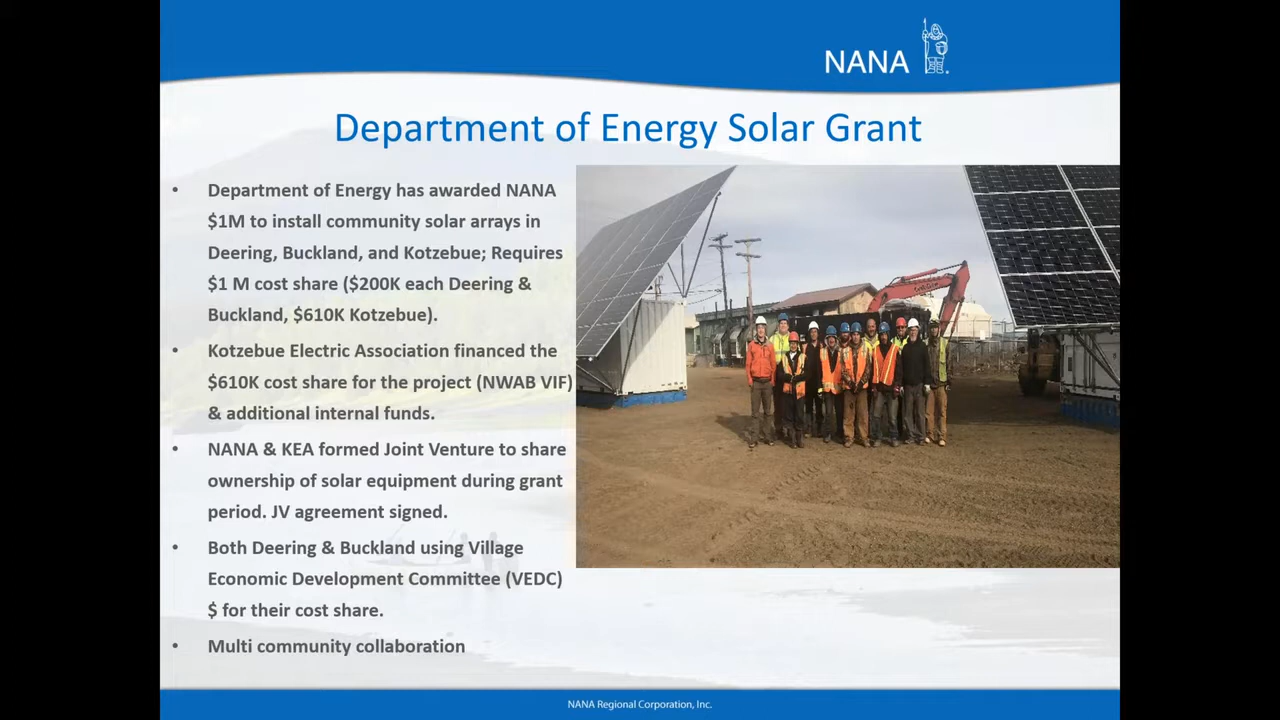 NANA
Department of Energy Solar Grant
• Department of Energy has awarded NANA
$1M to install community solar arrays in
Deering, Buckland, and Kotzebue; Requires
$1 M cost share ($200K each Deering &
Buckland, $610K Kotzebue).
• Kotzebue Electric Association financed the
$610K cost share for the project (NWAB VIF)
& additional internal funds.
• NANA & KEA formed Joint Venture to share
ownership of solar equipment during grant
period. JV agreement signed.
• Both Deering & Buckland using Village
Economic Development Committee (VEDC)
$ for their cost share.
• Multi community collaboration
NANA Regional Corporation, Inc.